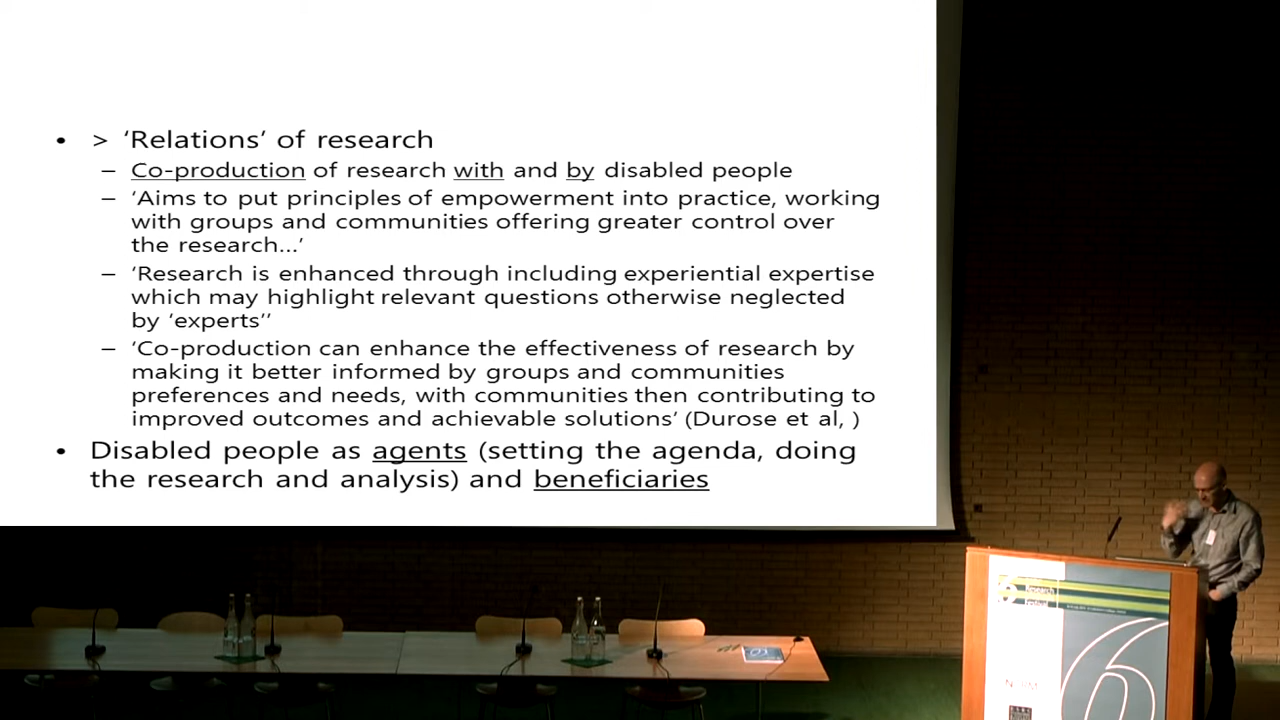 • > ‘Relations’ of research
– Co-production of research with and by disabled people
– ‘Aims to put principles of empowerment into practice, working
with groups and communities offering greater control over
the research...’
– ‘Research is enhanced through including experiential expertise
which may highlight relevant questions otherwise neglected
by ‘experts’’
– ‘Co-production can enhance the effectiveness of research by
making it better informed by groups and communities
preferences and needs, with communities then contributing to
improved outcomes and achievable solutions’ (Durose et al, )
• Disabled people as agents (setting the agenda, doing
the research and analysis) and beneficiaries
Research
Festival
6